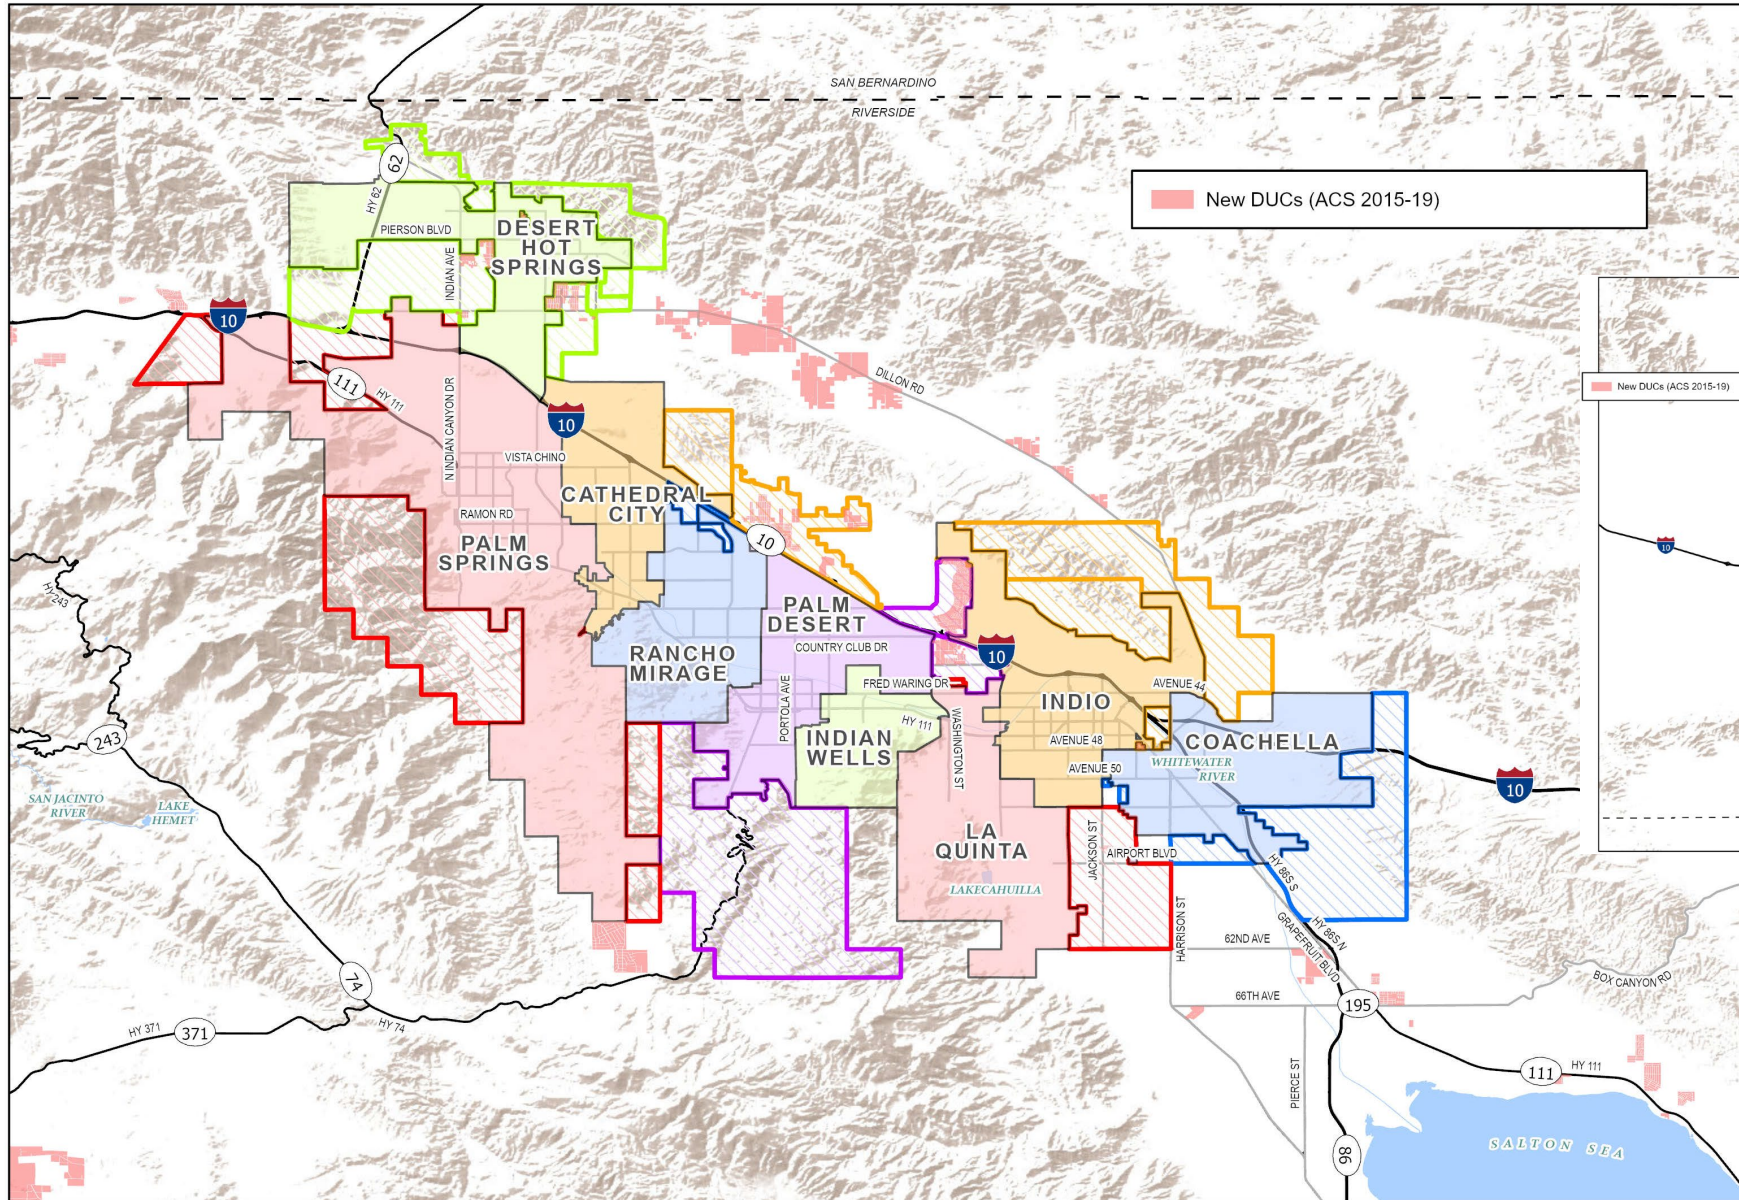 SAN BERNARDINO
RIVERSIDE
62
HY 62
New DUCs (ACS 2015-19)
PIERSON BLVD
DESERT
HOT
SPRINGS
INDIAN AVE
10
111
HY 111
N INDIAN CANYON DR
10
DILLON RD
New DUCs (ACS 2015-19)
VISTA CHINO
CATHEDRAL
CITY
RAMON RD
PALM
SPRINGS
10
10
HY 243
PALM
DESERT
COUNTRY CLUB DR
RANCHO
MIRAGE
10
FRED WARING DR
AVENUE 44
PORTOLA AVE
HY 111
WASHINGTON ST
INDIO
INDIAN
WELLS
AVENUE 48
COACHELLA
243
AVENUE 50
WHITEWATER
RIVER
10
SAN JACINTO
RIVER
LAKE
HEMET
LA
QUINTA
JACKSON ST
AIRPORT BLVD
LAKECAHUILLA
HY 86S S
HARRISON ST
GRAPEFRUIT BLVD
HY 86S N
62ND AVE
74
BOX CANYON RD
66TH AVE
195
HY 371
371
HY 74
PIERCE ST
111
HY 111
86
SALTON SEA